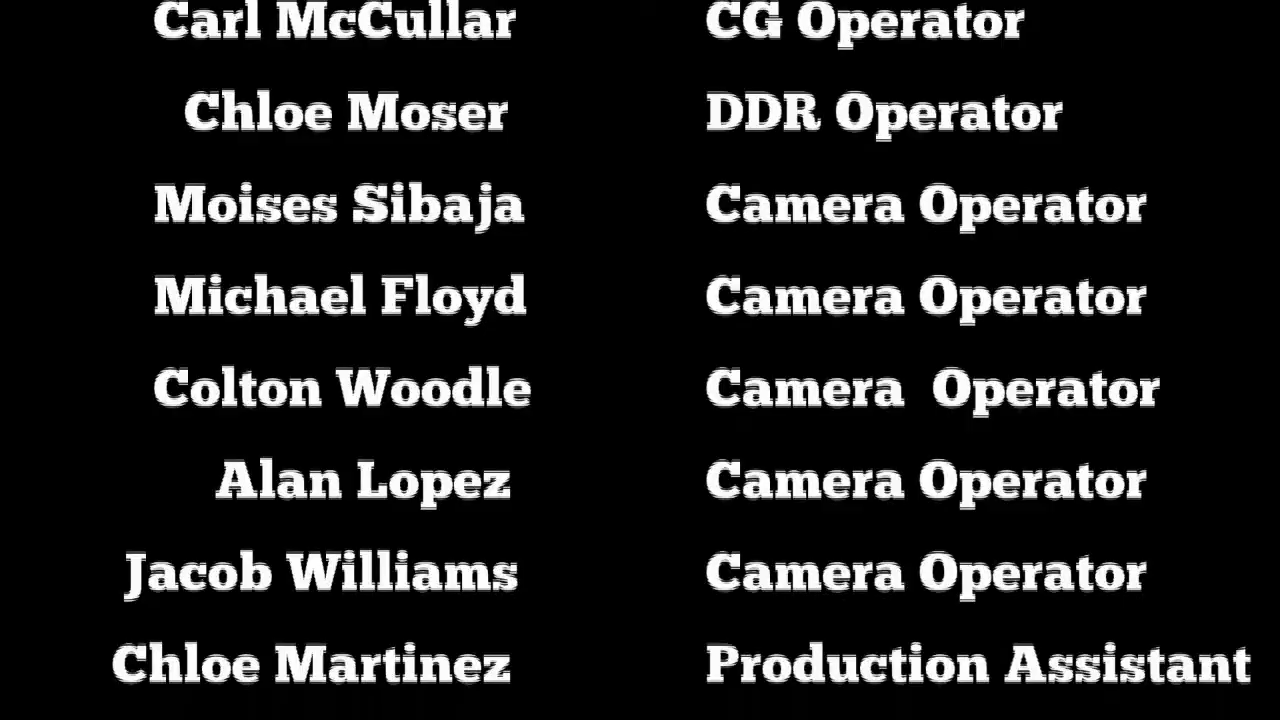 Carl McCullar CG Operator
Chloe Moser DDR Operator
Moises Sibaja Camera Operator
Michael Floyd Camera Operator
Colton Woodle Camera  Operator
Alan Lopez Camera Operator
Jacob Williams Camera Operator
Chloe Martinez Production Assistant